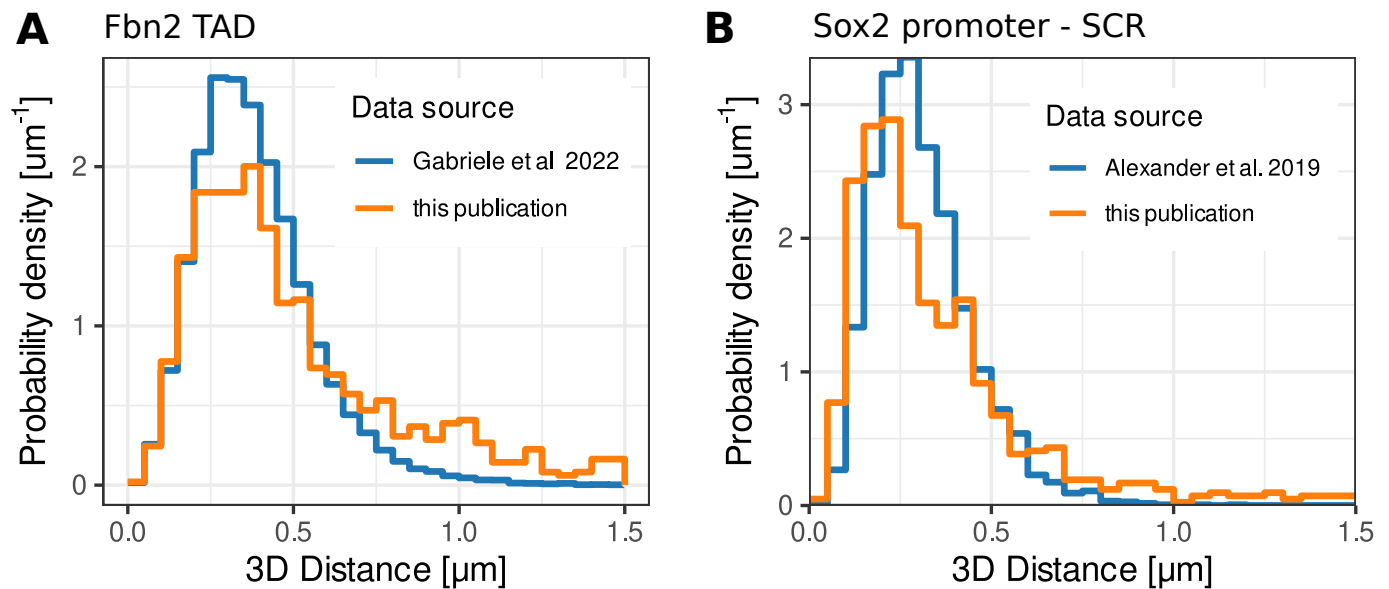 A Fbn2 TAD
Probability density [um-1]
2
1
0
Data source
Gabriele et al 2022
this publication
0.0 0.5 1.0 1.5
3D Distance [µm]
B Sox2 promoter - SCR
Probability density [um-1]
3
2
1
0
Data source
Alexander et al. 2019
this publication
0.0 0.5 1.0 1.5
3D Distance [µm]